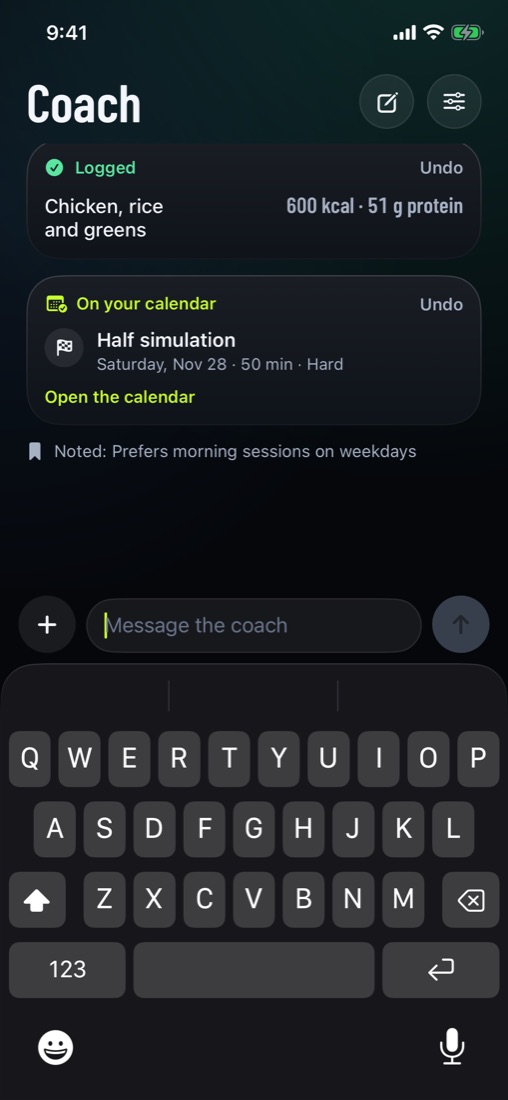 9:41
Coach
Logged
Undo
Chicken, rice
and greens
600 kcal · 51 g protein
On your calendar
Undo
Half simulation
Saturday, Nov 28 · 50 min · Hard
Open the calendar
Noted: Prefers morning sessions on weekdays
Message the coach
Q W E R T Y U I O P
A S D F G H J K L
Z X C V B N M
123